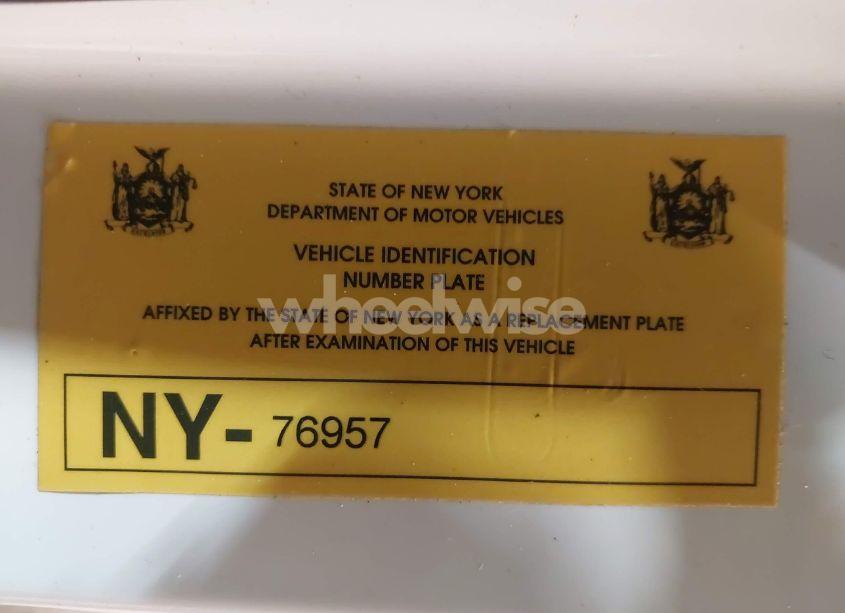 STATE OF NEW YORK
DEPARTMENT OF MOTOR VEHICLES
VEHICLE IDENTIFICATION
NUMBER PLATE
wheelwise
AFFIXED BY THE STATE OF NEW YORK AS A REPLACEMENT PLATE
AFTER EXAMINATION OF THIS VEHICLE
NY- 76957